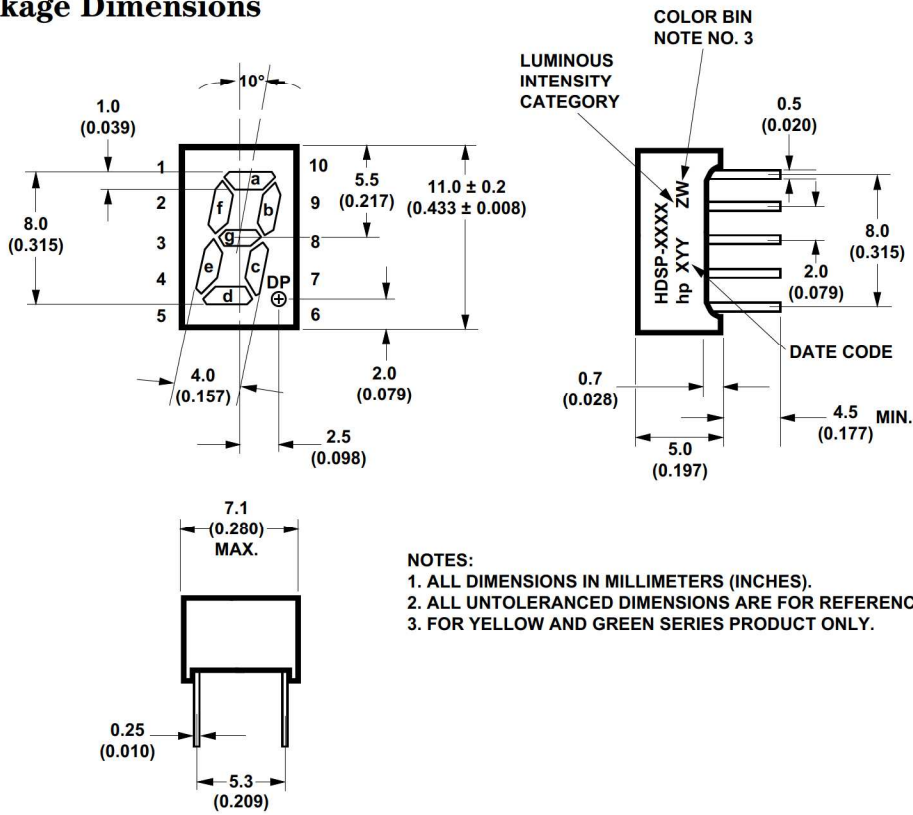 kage Dimensions
10°
1.0
(0.039)
1
2
3
4
5
10
9
8
7
6
a
f
b
g
e
c
d
DP
8.0
(0.315)
5.5
(0.217)
11.0 ± 0.2
(0.433 ± 0.008)
4.0
(0.157)
2.0
(0.079)
2.5
(0.098)
COLOR BIN
NOTE NO. 3
LUMINOUS
INTENSITY
CATEGORY
0.5
(0.020)
HDSP-XXXX ZW
hp XYY
8.0
(0.315)
2.0
(0.079)
DATE CODE
0.7
(0.028)
4.5 MIN.
(0.177)
5.0
(0.197)
7.1
(0.280)
MAX.
0.25
(0.010)
5.3
(0.209)
NOTES:
1. ALL DIMENSIONS IN MILLIMETERS (INCHES).
2. ALL UNTOLERANCED DIMENSIONS ARE FOR REFERENC
3. FOR YELLOW AND GREEN SERIES PRODUCT ONLY.